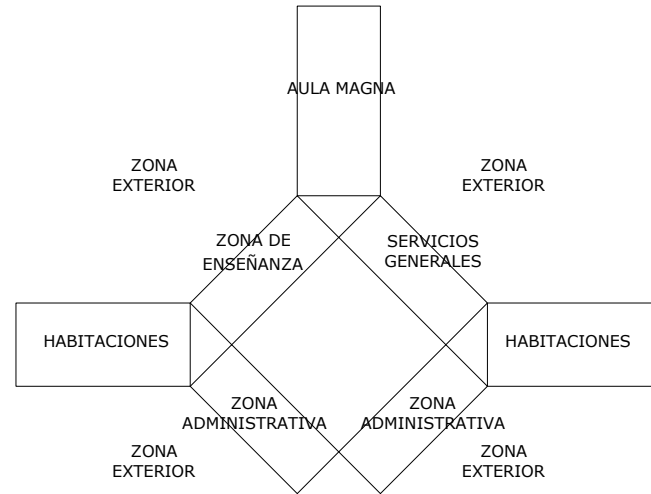 AULA MAGNA
ZONA
EXTERIOR
ZONA
EXTERIOR
ZONA DE
ENSEÑANZA
SERVICIOS
GENERALES
HABITACIONES
HABITACIONES
ZONA
ADMINISTRATIVA
ZONA
ADMINISTRATIVA
ZONA
EXTERIOR
ZONA
EXTERIOR